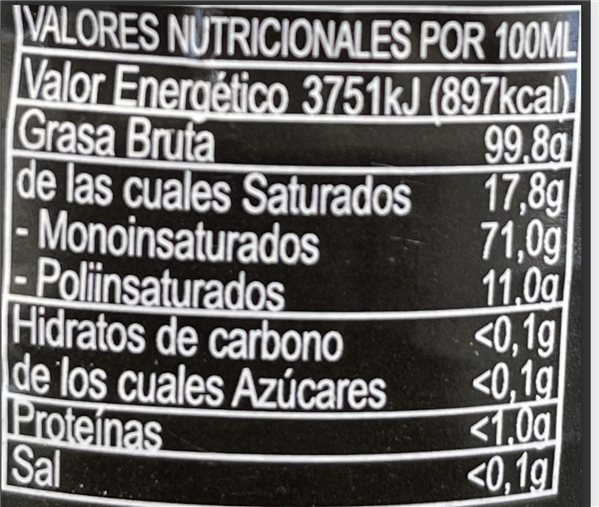 VALORES NUTRICIONALES POR 100ML
Valor Energético 3751kJ (897kcal)
Grasa Bruta 99,8g
de las cuales Saturados 17,8g
- Monoinsaturados 71,0g
- Poliinsaturados 11,0g
Hidratos de carbono <0,1g
de los cuales Azúcares <0,1g
Proteínas <1,0g
Sal <0,1g